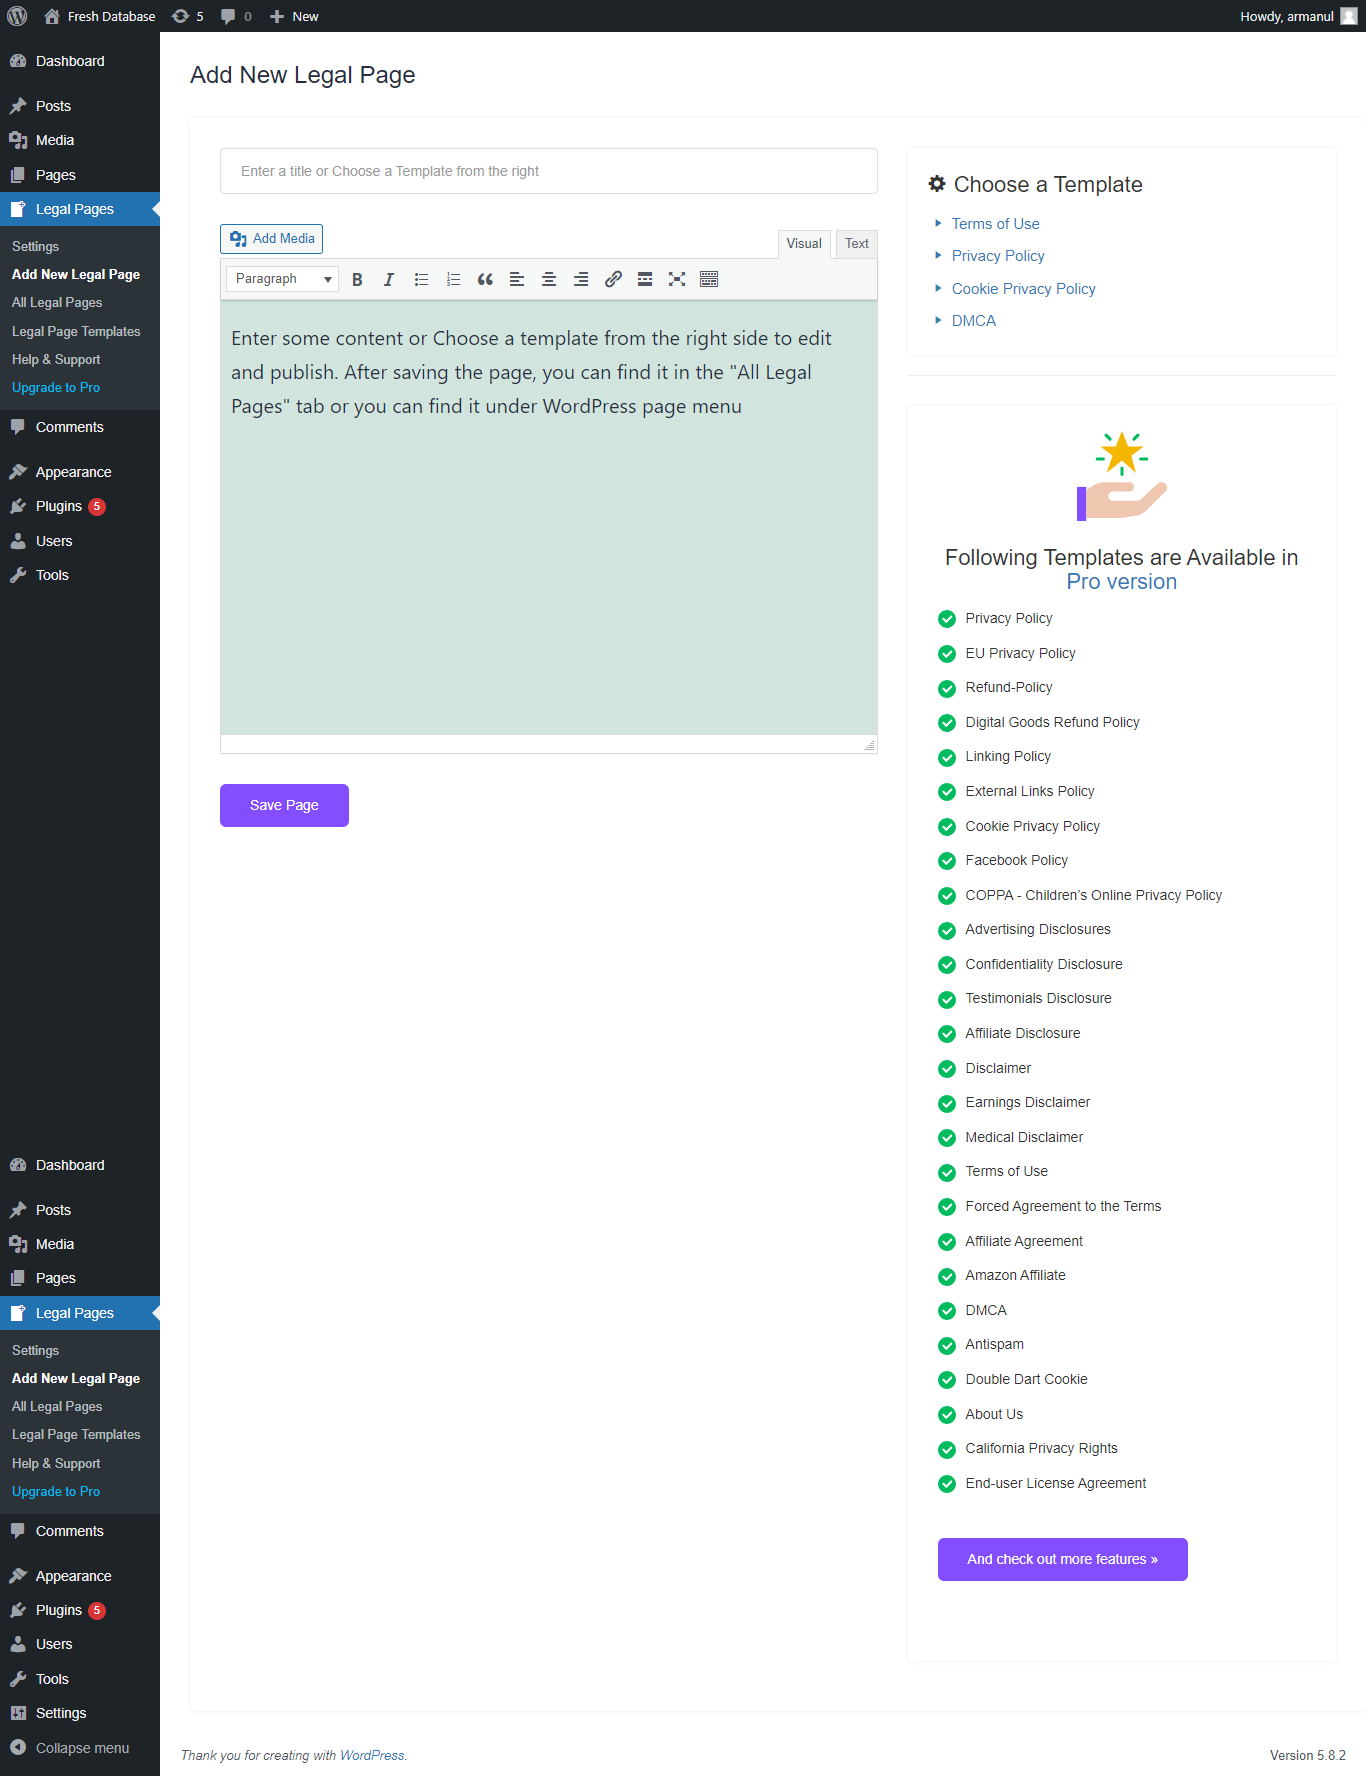 Fresh Database
5
0
New
Howdy, armanul
Dashboard
Posts
Media
Pages
Legal Pages
Settings
Add New Legal Page
All Legal Pages
Legal Page Templates
Help & Support
Upgrade to Pro
Comments
Appearance
Plugins 5
Users
Tools
Dashboard
Posts
Media
Pages
Legal Pages
Settings
Add New Legal Page
All Legal Pages
Legal Page Templates
Help & Support
Upgrade to Pro
Comments
Appearance
Plugins 5
Users
Tools
Settings
Collapse menu
Add New Legal Page
Enter a title or Choose a Template from the right
Add Media
Visual
Text
Paragraph
Enter some content or Choose a template from the right side to edit
and publish. After saving the page, you can find it in the "All Legal
Pages" tab or you can find it under WordPress page menu
Save Page
Choose a Template
Terms of Use
Privacy Policy
Cookie Privacy Policy
DMCA
Following Templates are Available in
Pro version
Privacy Policy
EU Privacy Policy
Refund-Policy
Digital Goods Refund Policy
Linking Policy
External Links Policy
Cookie Privacy Policy
Facebook Policy
COPPA - Children’s Online Privacy Policy
Advertising Disclosures
Confidentiality Disclosure
Testimonials Disclosure
Affiliate Disclosure
Disclaimer
Earnings Disclaimer
Medical Disclaimer
Terms of Use
Forced Agreement to the Terms
Affiliate Agreement
Amazon Affiliate
DMCA
Antispam
Double Dart Cookie
About Us
California Privacy Rights
End-user License Agreement
And check out more features »
Thank you for creating with WordPress.
Version 5.8.2